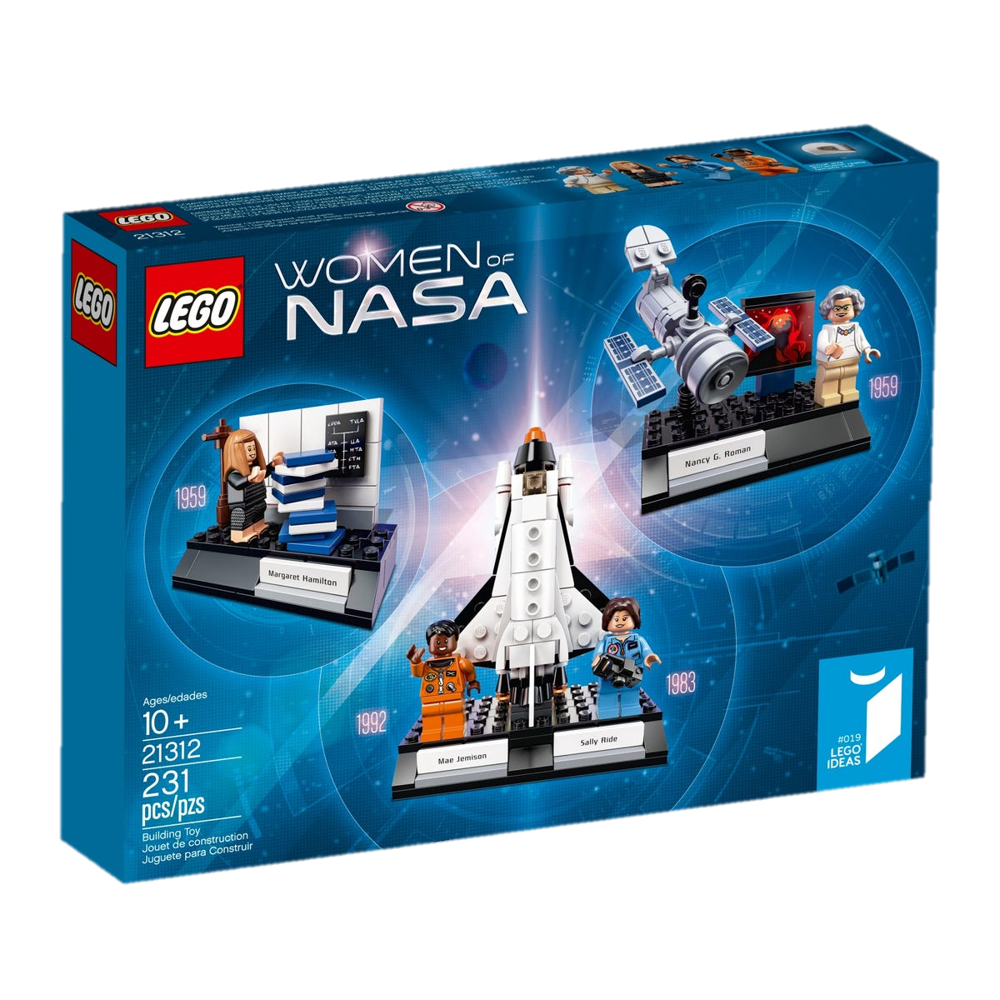 LEGO
21312
LEGO
LEGO
WOMEN OF
NASA
1959
Nancy G. Roman
1959
Margaret Hamilton
1983
1992
Sally Ride
Mae Jemison
Ages/edades
10+
21312
231
pcs/pzs
Building Toy
Jouet de construction
Juguete para Construir
#019
LEGO
IDEAS